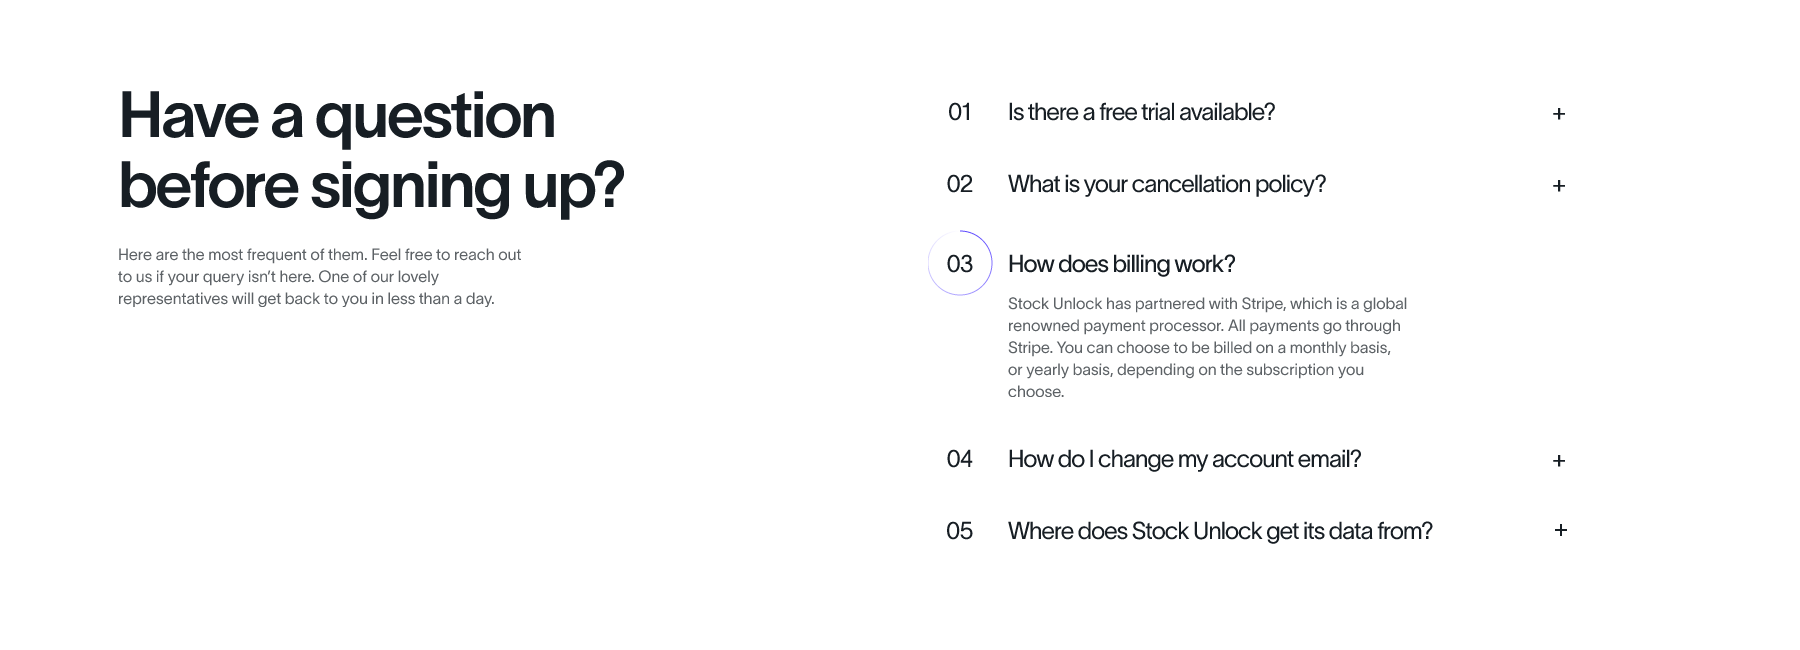 Have a question
before signing up?
Here are the most frequent of them. Feel free to reach out
to us if your query isn't here. One of our lovely
representatives will get back to you in less than a day.
01 Is there a free trial available? +
02 What is your cancellation policy? +
03 How does billing work?
Stock Unlock has partnered with Stripe, which is a global
renowned payment processor. All payments go through
Stripe. You can choose to be billed on a monthly basis,
or yearly basis, depending on the subscription you
choose.
04 How do I change my account email? +
05 Where does Stock Unlock get its data from? +